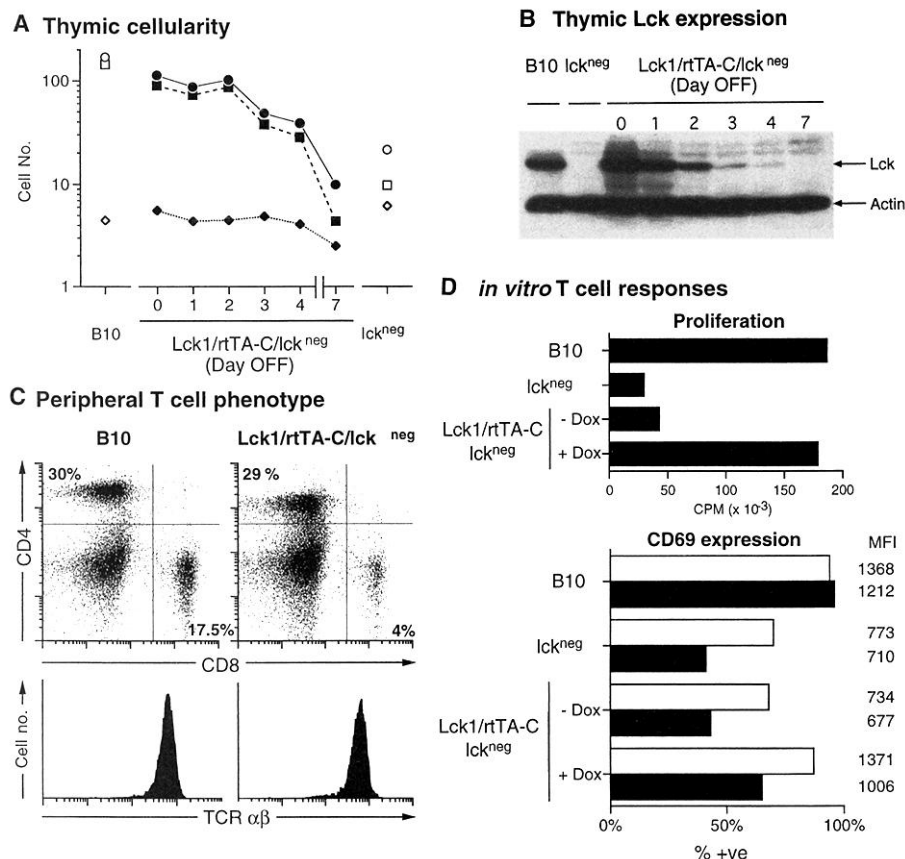 A Thymic cellularity
Cell No.
100
10
1
0 1 2 3 4 7
B10
Lck1/rtTA-C/lck^neg
(Day OFF)
lck^neg
B Thymic Lck expression
B10 lck^neg Lck1/rtTA-C/lck^neg
(Day OFF)
0 1 2 3 4 7
Lck
Actin
C Peripheral T cell phenotype
B10 Lck1/rtTA-C/lck^neg
30% 29 %
CD4
17.5% 4%
CD8
Cell no.
TCR αβ
D in vitro T cell responses
Proliferation
B10
lck^neg
Lck1/rtTA-C
lck^neg
- Dox
+ Dox
0 50 100 150 200
CPM (x 10^-3)
CD69 expression MFI
B10 1368
1212
lck^neg 773
710
Lck1/rtTA-C
lck^neg
- Dox 734
677
+ Dox 1371
1006
0% 50% 100%
% +ve